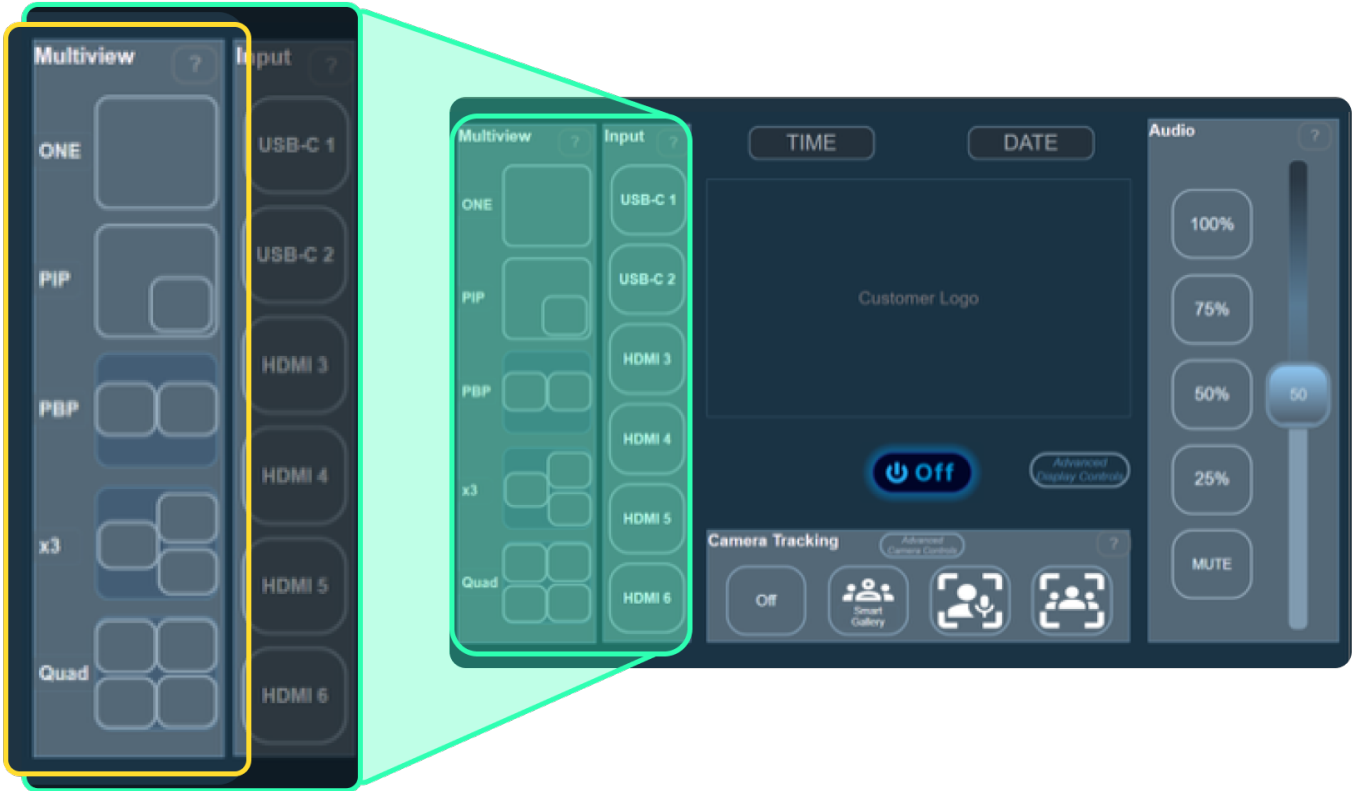 Multiview ?
ONE
PIP
PBP
x3
Quad
Input ?
USB-C 1
USB-C 2
HDMI 3
HDMI 4
HDMI 5
HDMI 6
Multiview ?
ONE
PIP
PBP
x3
Quad
Input ?
USB-C 1
USB-C 2
HDMI 3
HDMI 4
HDMI 5
HDMI 6
TIME
DATE
Customer Logo
Off
Advanced
Display Controls
Camera Tracking
Advanced
Camera Controls
?
Off
Smart
Gallery
Audio ?
100%
75%
50%
25%
MUTE
50